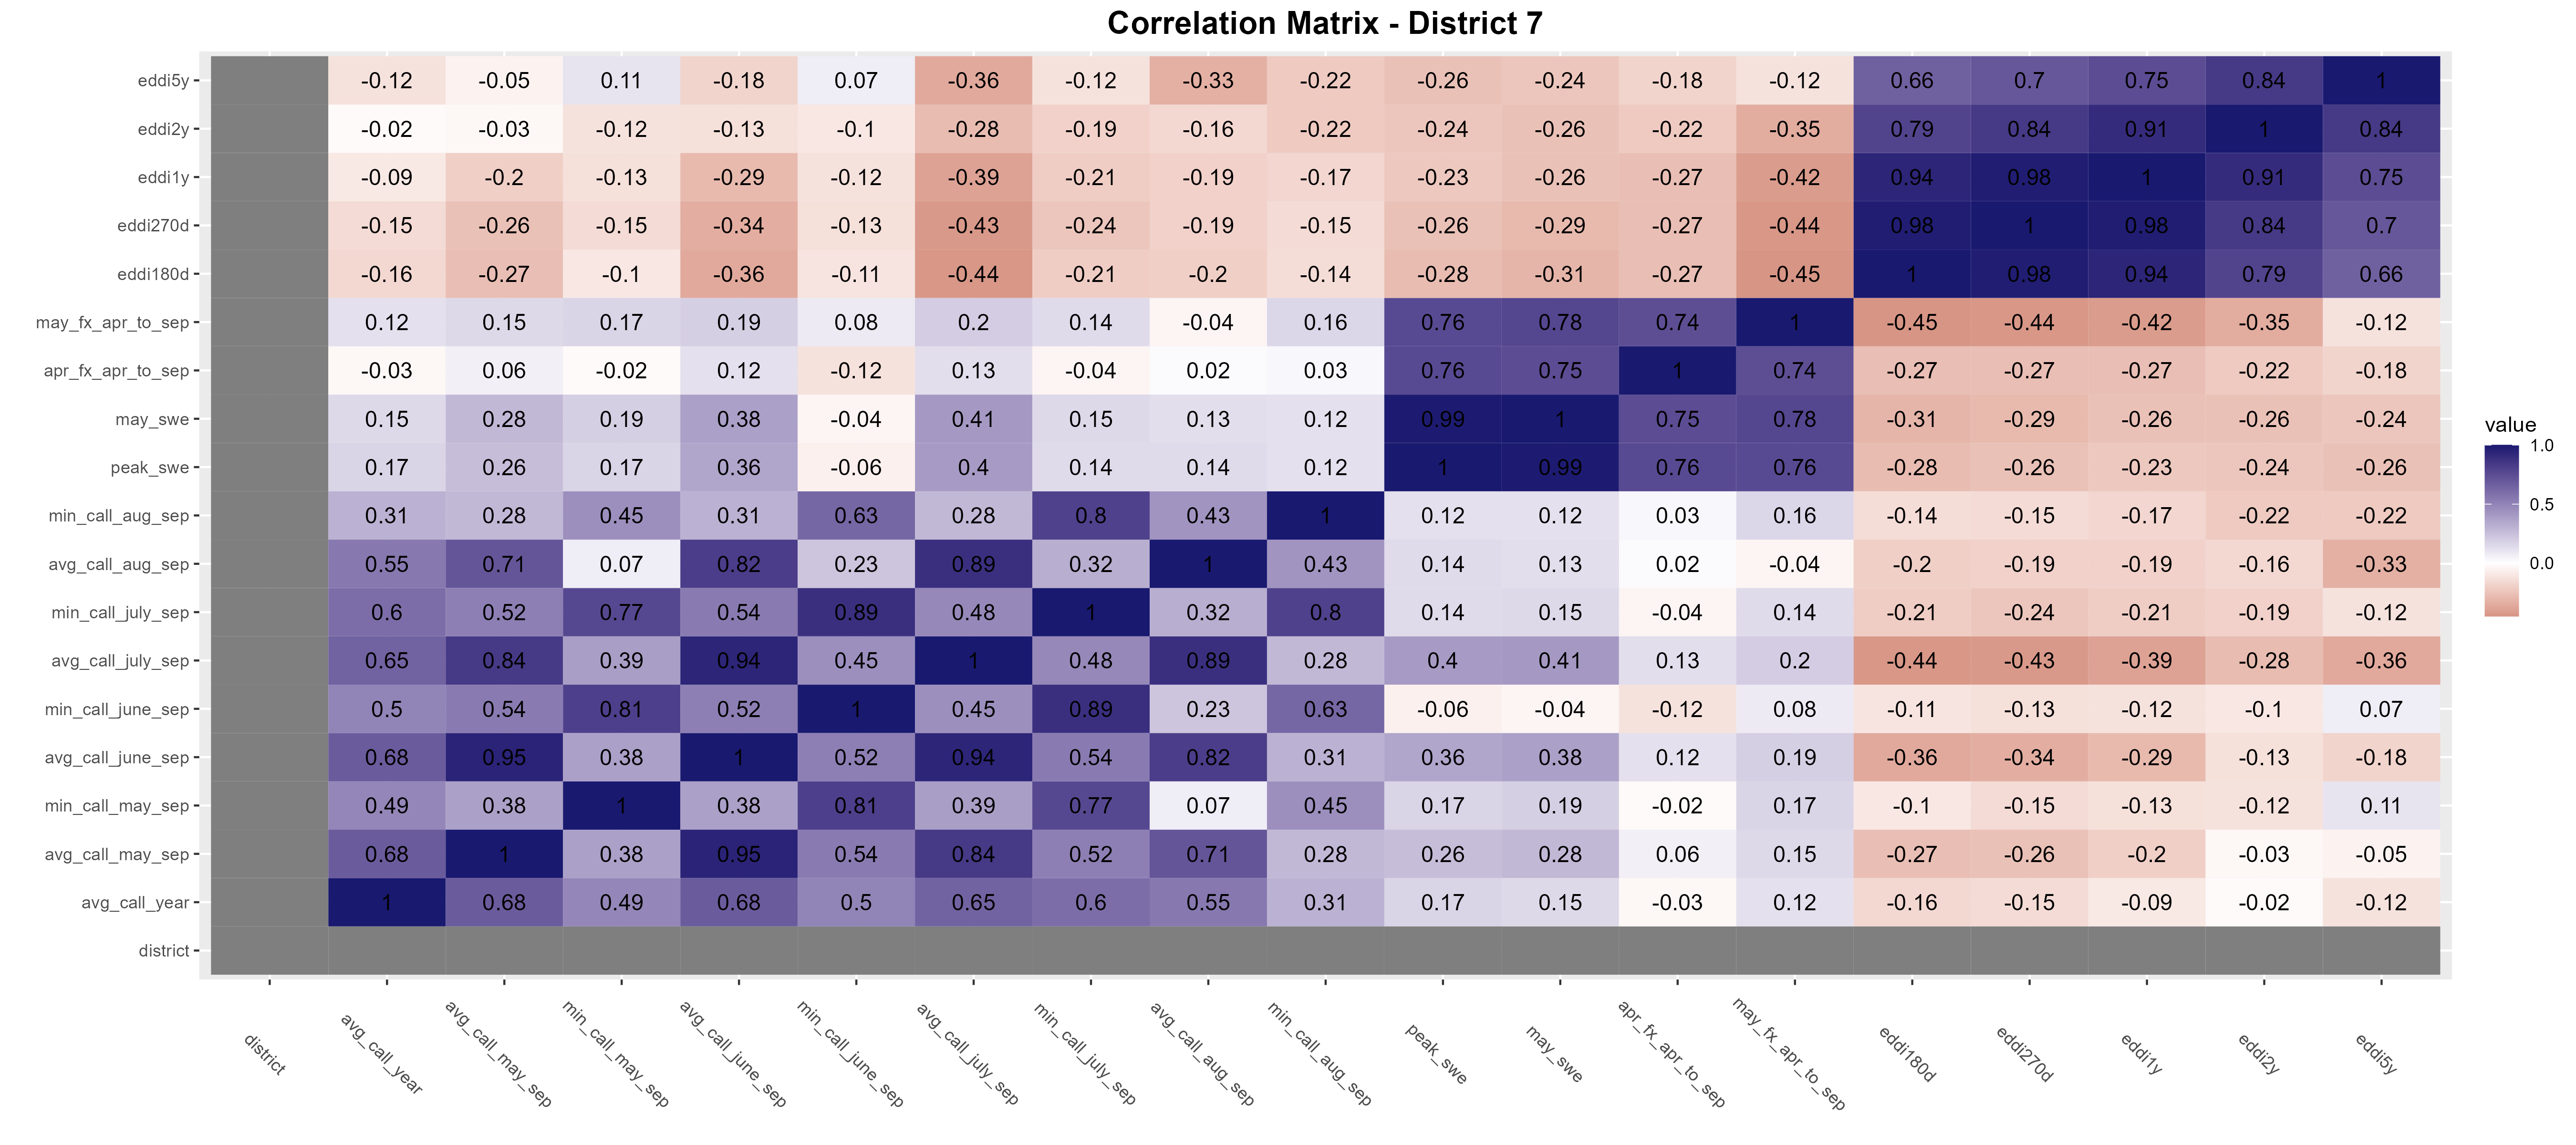 Correlation Matrix - District 7
eddi5y -0.12 -0.05 0.11 -0.18 0.07 -0.36 -0.12 -0.33 -0.22 -0.26 -0.24 -0.18 -0.12 0.66 0.7 0.75 0.84 1
eddi2y -0.02 -0.03 -0.12 -0.13 -0.1 -0.28 -0.19 -0.16 -0.22 -0.24 -0.26 -0.22 -0.35 0.79 0.84 0.91 1 0.84
eddi1y -0.09 -0.2 -0.13 -0.29 -0.12 -0.39 -0.21 -0.19 -0.17 -0.23 -0.26 -0.27 -0.42 0.94 0.98 1 0.91 0.75
eddi270d -0.15 -0.26 -0.15 -0.34 -0.13 -0.43 -0.24 -0.19 -0.15 -0.26 -0.29 -0.27 -0.44 0.98 1 0.98 0.84 0.7
eddi180d -0.16 -0.27 -0.1 -0.36 -0.11 -0.44 -0.21 -0.2 -0.14 -0.28 -0.31 -0.27 -0.45 1 0.98 0.94 0.79 0.66
may_fx_apr_to_sep 0.12 0.15 0.17 0.19 0.08 0.2 0.14 -0.04 0.16 0.76 0.78 0.74 1 -0.45 -0.44 -0.42 -0.35 -0.12
apr_fx_apr_to_sep -0.03 0.06 -0.02 0.12 -0.12 0.13 -0.04 0.02 0.03 0.76 0.75 1 0.74 -0.27 -0.27 -0.27 -0.22 -0.18
may_swe 0.15 0.28 0.19 0.38 -0.04 0.41 0.15 0.13 0.12 0.99 1 0.75 0.78 -0.31 -0.29 -0.26 -0.26 -0.24
peak_swe 0.17 0.26 0.17 0.36 -0.06 0.4 0.14 0.14 0.12 1 0.99 0.76 0.76 -0.28 -0.26 -0.23 -0.24 -0.26
min_call_aug_sep 0.31 0.28 0.45 0.31 0.63 0.28 0.8 0.43 1 0.12 0.12 0.03 0.16 -0.14 -0.15 -0.17 -0.22 -0.22
avg_call_aug_sep 0.55 0.71 0.07 0.82 0.23 0.89 0.32 1 0.43 0.14 0.13 0.02 -0.04 -0.2 -0.19 -0.19 -0.16 -0.33
min_call_july_sep 0.6 0.52 0.77 0.54 0.89 0.48 1 0.32 0.8 0.14 0.15 -0.04 0.14 -0.21 -0.24 -0.21 -0.19 -0.12
avg_call_july_sep 0.65 0.84 0.39 0.94 0.45 1 0.48 0.89 0.28 0.4 0.41 0.13 0.2 -0.44 -0.43 -0.39 -0.28 -0.36
min_call_june_sep 0.5 0.54 0.81 0.52 1 0.45 0.89 0.23 0.63 -0.06 -0.04 -0.12 0.08 -0.11 -0.13 -0.12 -0.1 0.07
avg_call_june_sep 0.68 0.95 0.38 1 0.52 0.94 0.54 0.82 0.31 0.36 0.38 0.12 0.19 -0.36 -0.34 -0.29 -0.13 -0.18
min_call_may_sep 0.49 0.38 1 0.38 0.81 0.39 0.77 0.07 0.45 0.17 0.19 -0.02 0.17 -0.1 -0.15 -0.13 -0.12 0.11
avg_call_may_sep 0.68 1 0.38 0.95 0.54 0.84 0.52 0.71 0.28 0.26 0.28 0.06 0.15 -0.27 -0.26 -0.2 -0.03 -0.05
avg_call_year 1 0.68 0.49 0.68 0.5 0.65 0.6 0.55 0.31 0.17 0.15 -0.03 0.12 -0.16 -0.15 -0.09 -0.02 -0.12
district
district avg_call_year avg_call_may_sep min_call_may_sep avg_call_june_sep min_call_june_sep avg_call_july_sep min_call_july_sep avg_call_aug_sep min_call_aug_sep peak_swe may_swe apr_fx_apr_to_sep may_fx_apr_to_sep eddi180d eddi270d eddi1y eddi2y eddi5y
value
1.0
0.5
0.0